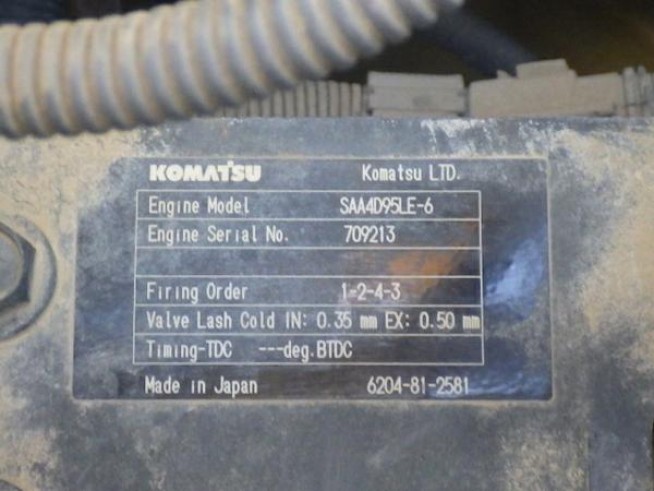 KOMATSU Komatsu LTD.
Engine Model SAA4D95LE-6
Engine Serial No. 709213
Firing Order 1-2-4-3
Valve Lash Cold IN: 0.35 mm EX: 0.50 mm
Timing-TDC ---deg.BTDC
Made in Japan 6204-81-2581